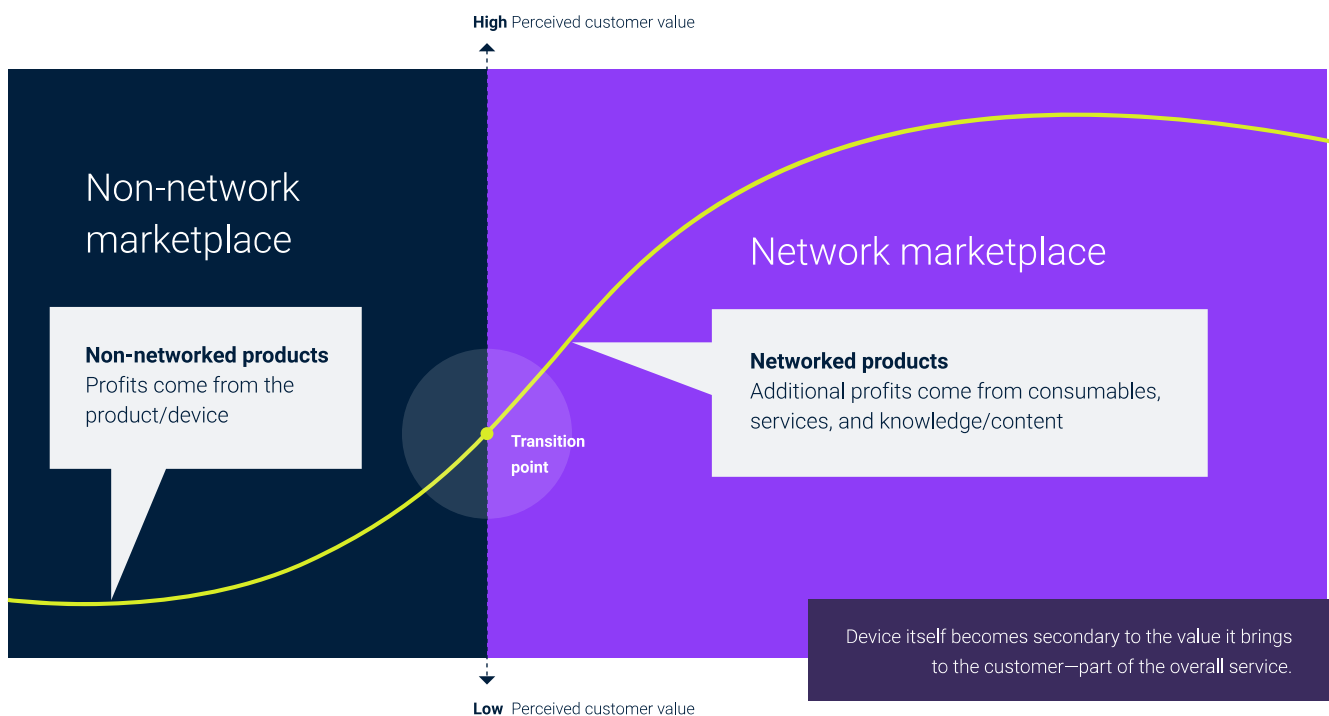 High Perceived customer value
Non-network
marketplace
Network marketplace
Non-networked products
Profits come from the
product/device
Networked products
Additional profits come from consumables,
services, and knowledge/content
Transition
point
Device itself becomes secondary to the value it brings
to the customer—part of the overall service.
Low Perceived customer value